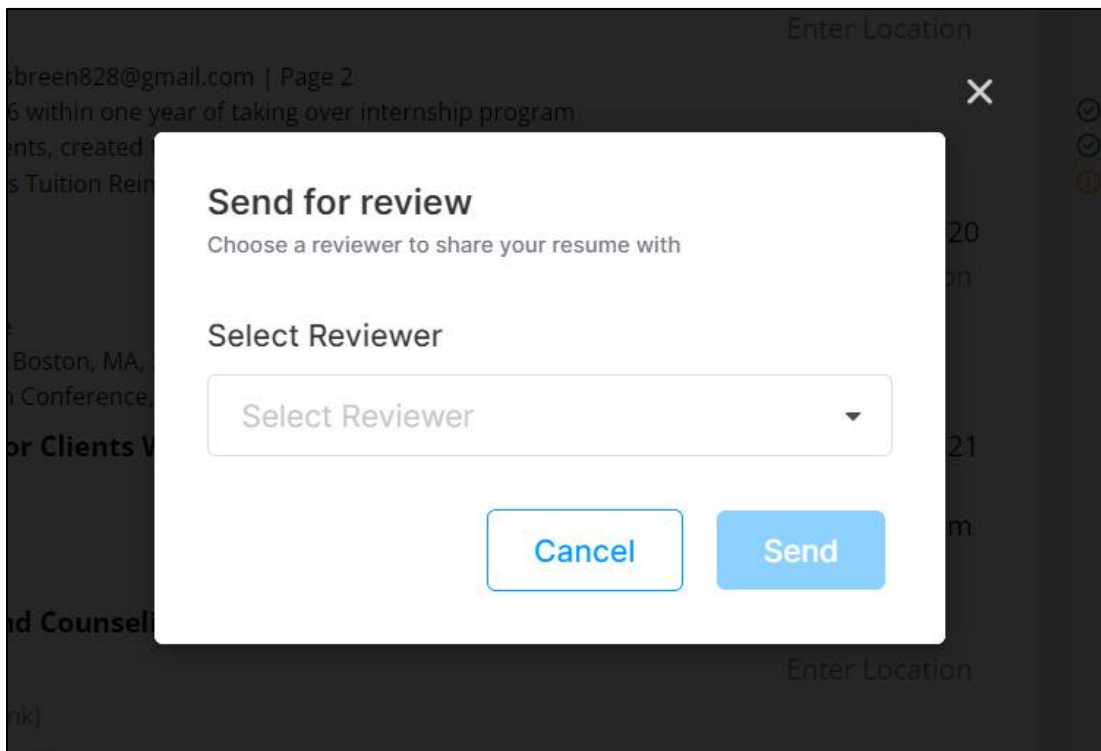 Enter Location
sbreen828@gmail.com | Page 2
6 within one year of taking over internship program
ents, created
s Tuition Rein
Send for review
Choose a reviewer to share your resume with
20
on
Select Reviewer
Boston, MA,
n Conference,
Select Reviewer
or Clients
21
Cancel
Send
m
nd Counseli
Enter Location
nk)